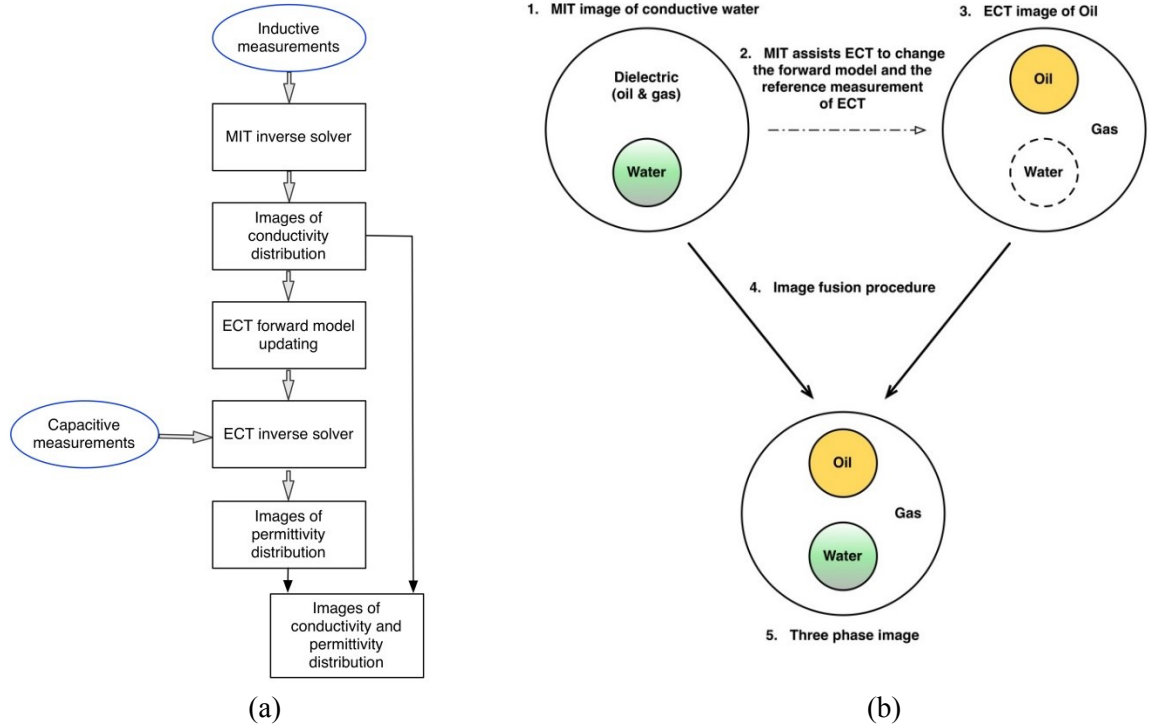 Inductive
measurements
MIT inverse solver
Images of
conductivity
distribution
ECT forward model
updating
Capacitive
measurements
ECT inverse solver
Images of
permittivity
distribution
Images of
conductivity and
permittivity
distribution
(a)
1. MIT image of conductive water
Dielectric
(oil & gas)
Water
2. MIT assists ECT to change
the forward model and the
reference measurement
of ECT
3. ECT image of Oil
Oil
Gas
Water
4. Image fusion procedure
Oil
Gas
Water
5. Three phase image
(b)